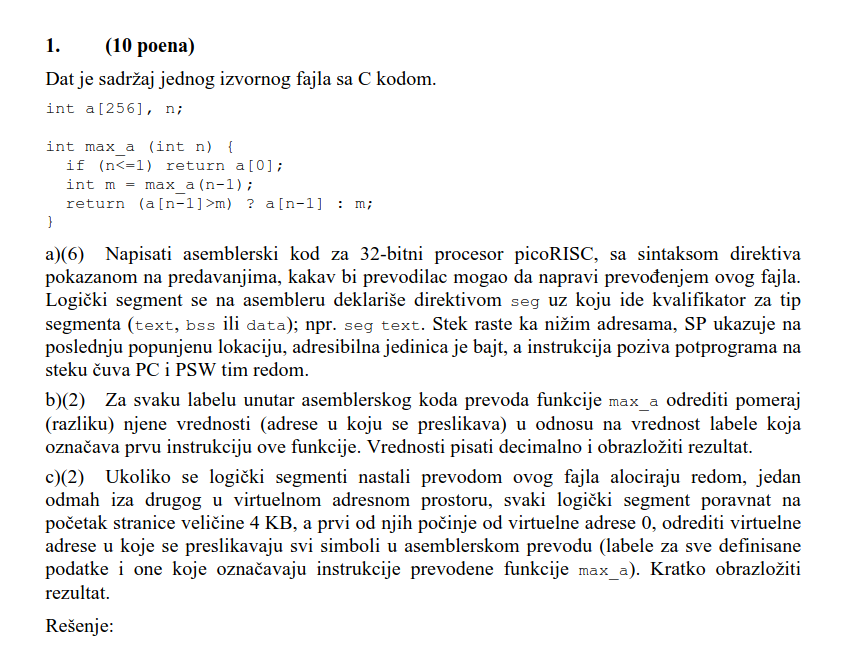 1. (10 poena)
Dat je sadržaj jednog izvornog fajla sa C kodom.
int a[256], n;
int max_a (int n) {
if (n<=1) return a[0];
int m = max_a(n-1);
return (a[n-1]>m) ? a[n-1] : m;
}
a)(6) Napisati asemblerski kod za 32-bitni procesor picoRISC, sa sintaksom direktiva
pokazanom na predavanjima, kakav bi prevodilac mogao da napravi prevođenjem ovog fajla.
Logički segment se na asembleru deklariše direktivom seg uz koju ide kvalifikator za tip
segmenta (text, bss ili data); npr. seg text. Stek raste ka nižim adresama, SP ukazuje na
poslednju popunjenu lokaciju, adresibilna jedinica je bajt, a instrukcija poziva potprograma na
steku čuva PC i PSW tim redom.
b)(2) Za svaku labelu unutar asemblerskog koda prevoda funkcije max_a odrediti pomeraj
(razliku) njene vrednosti (adrese u koju se preslikava) u odnosu na vrednost labele koja
označava prvu instrukciju ove funkcije. Vrednosti pisati decimalno i obrazložiti rezultat.
c)(2) Ukoliko se logički segmenti nastali prevodom ovog fajla alociraju redom, jedan
odmah iza drugog u virtuelnom adresnom prostoru, svaki logički segment poravnat na
početak stranice veličine 4 KB, a prvi od njih počinje od virtuelne adrese 0, odrediti virtuelne
adrese u koje se preslikavaju svi simboli u asemblerskom prevodu (labele za sve definisane
podatke i one koje označavaju instrukcije prevodene funkcije max_a). Kratko obrazložiti
rezultat.
Rešenje: